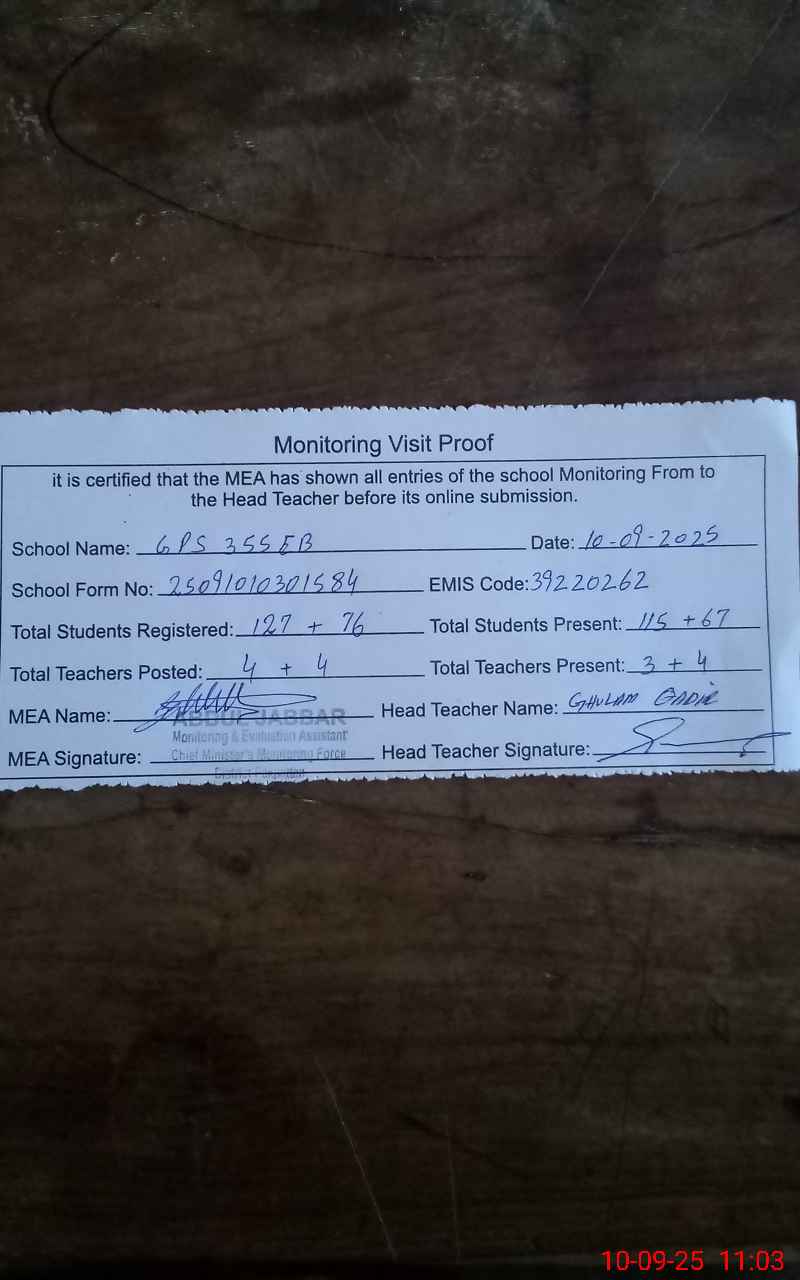 Monitoring Visit Proof
it is certified that the MEA has shown all entries of the school Monitoring From to
the Head Teacher before its online submission.
School Name: GPS 355 EB Date: 10-09-2025
School Form No: 25091010301584 EMIS Code: 39220262
Total Students Registered: 127 + 76 Total Students Present: 115 + 67
Total Teachers Posted: 4 + 4 Total Teachers Present: 3 + 4
MEA Name: ABDUL JABBAR Head Teacher Name: GHULAM QADIR
Monitoring & Evaluation Assistant
MEA Signature: Chief Minister's Monitoring Force Head Teacher Signature:
10-09-25 11:03